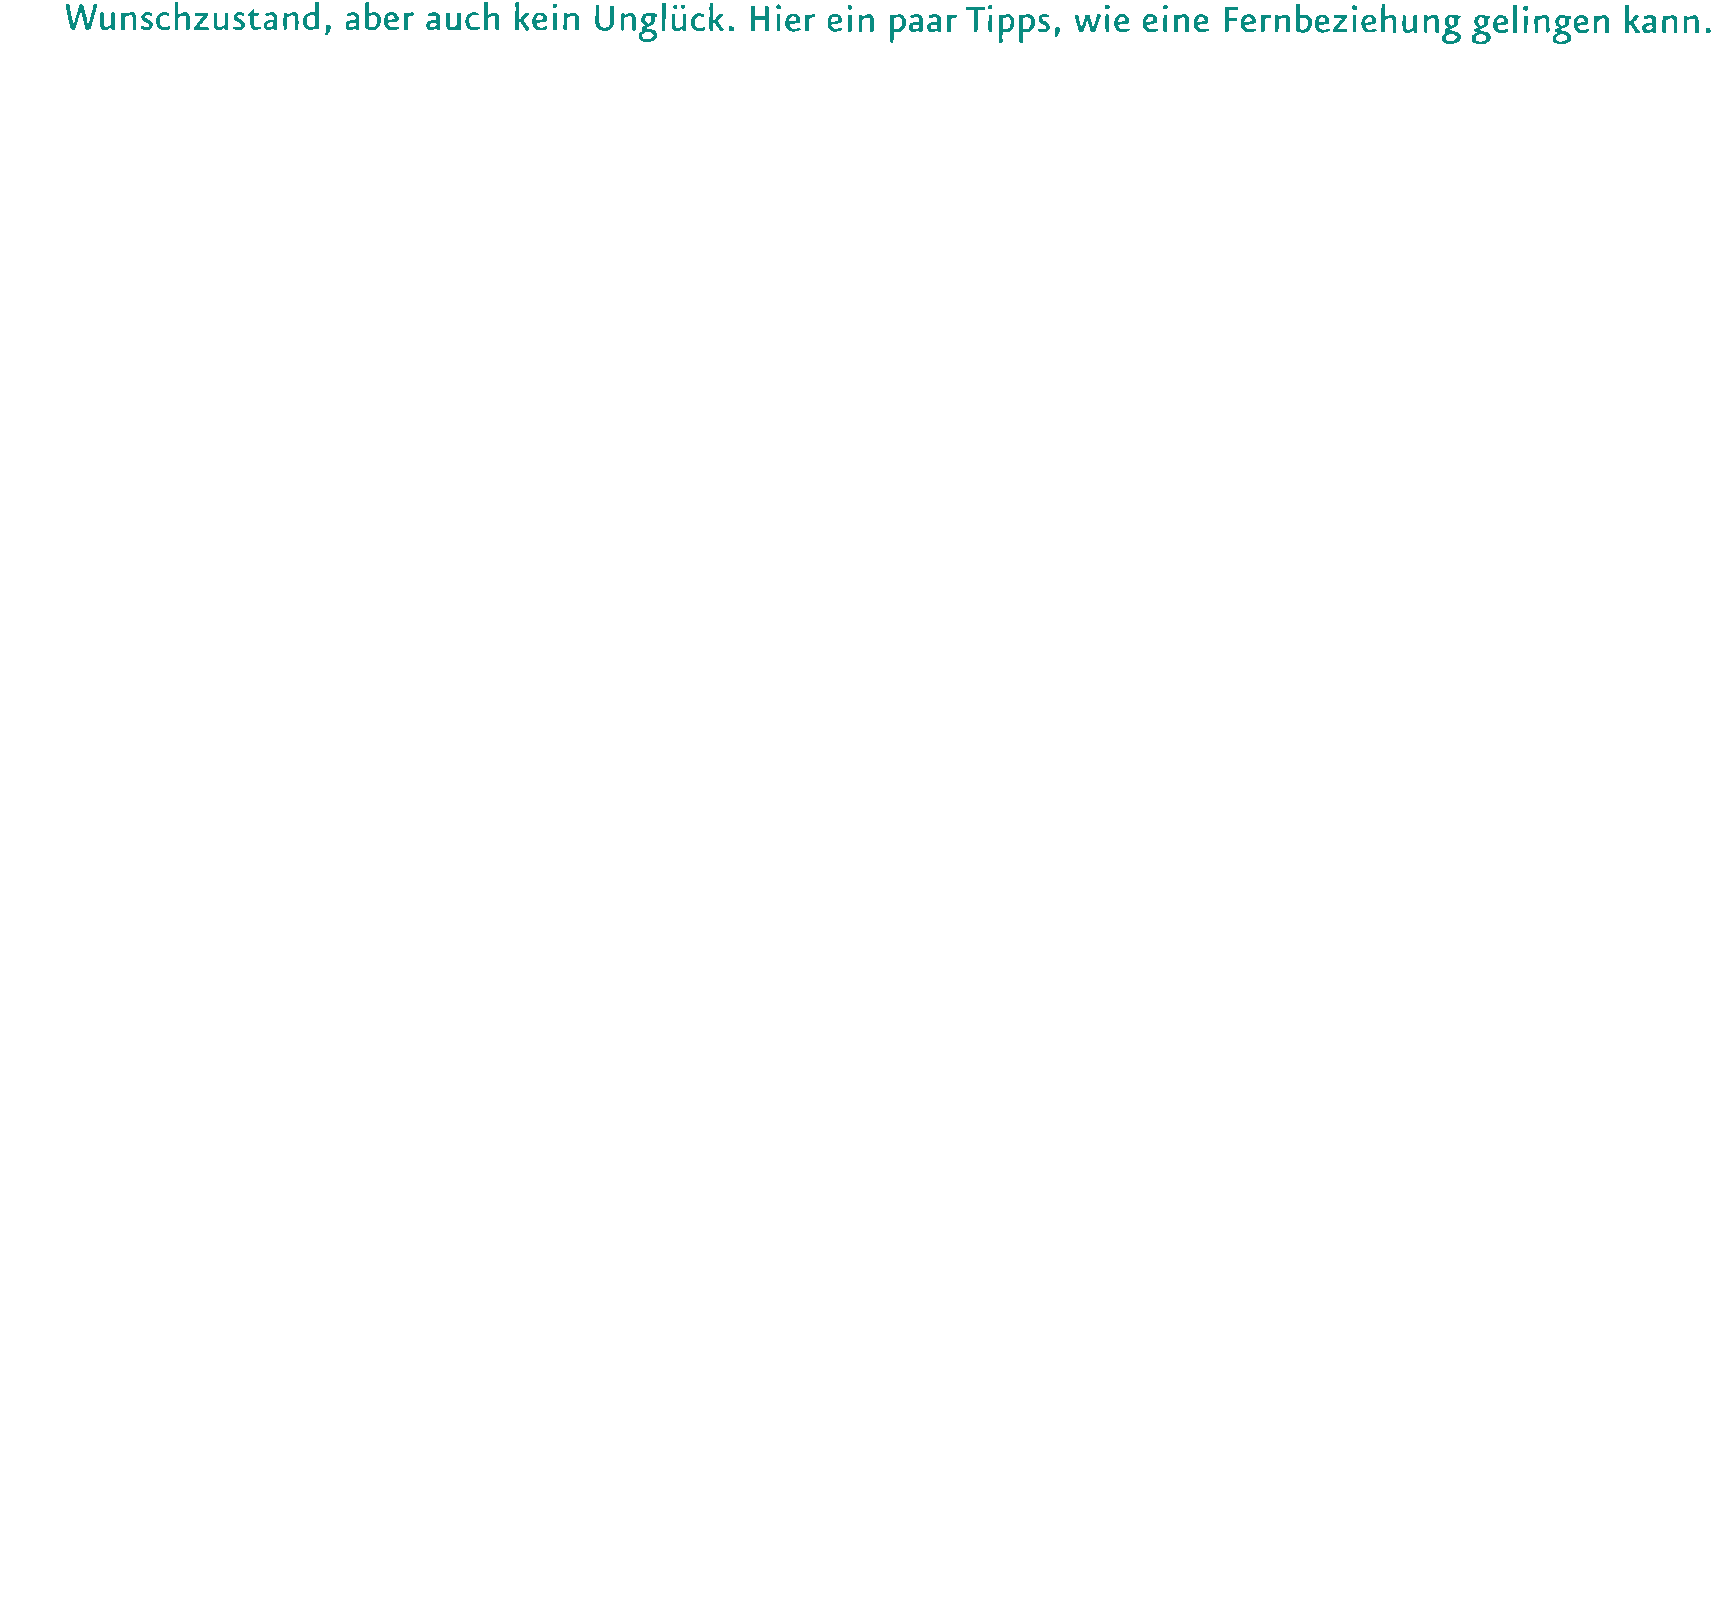 Wunschzustand, aber auch kein Unglück. Hier ein paar Tipps, wie eine Fernbeziehung gelingen kann.